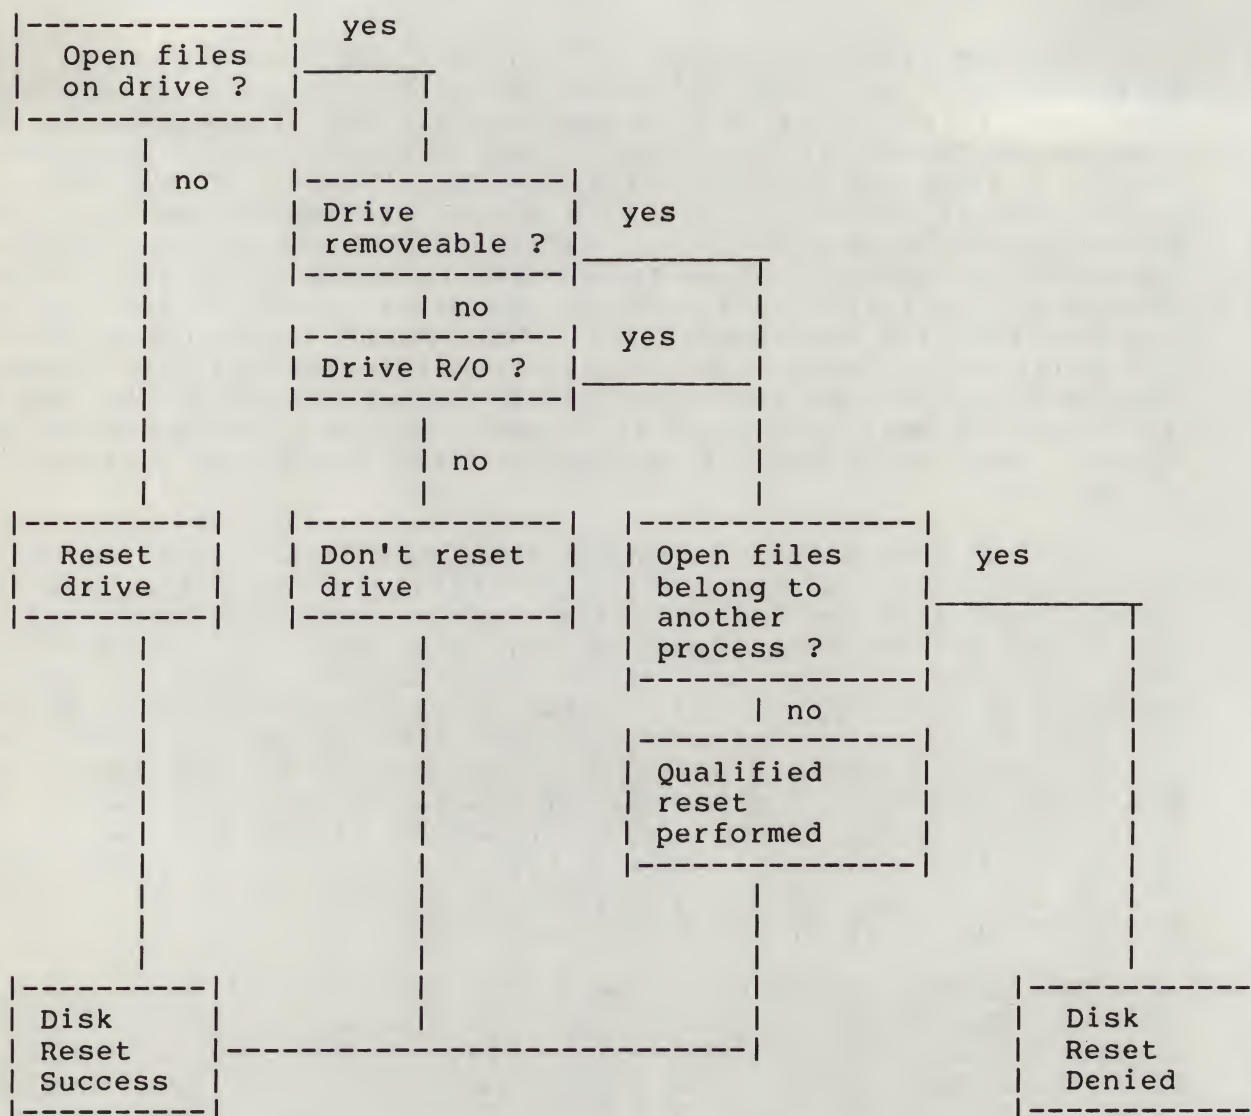 yes
Open files
on drive ?
no
Drive
removeable ?
yes
no
Drive R/O ?
yes
no
Reset
drive
Don't reset
drive
Open files
belong to
another
process ?
yes
no
Qualified
reset
performed
Disk
Reset
Success
Disk
Reset
Denied